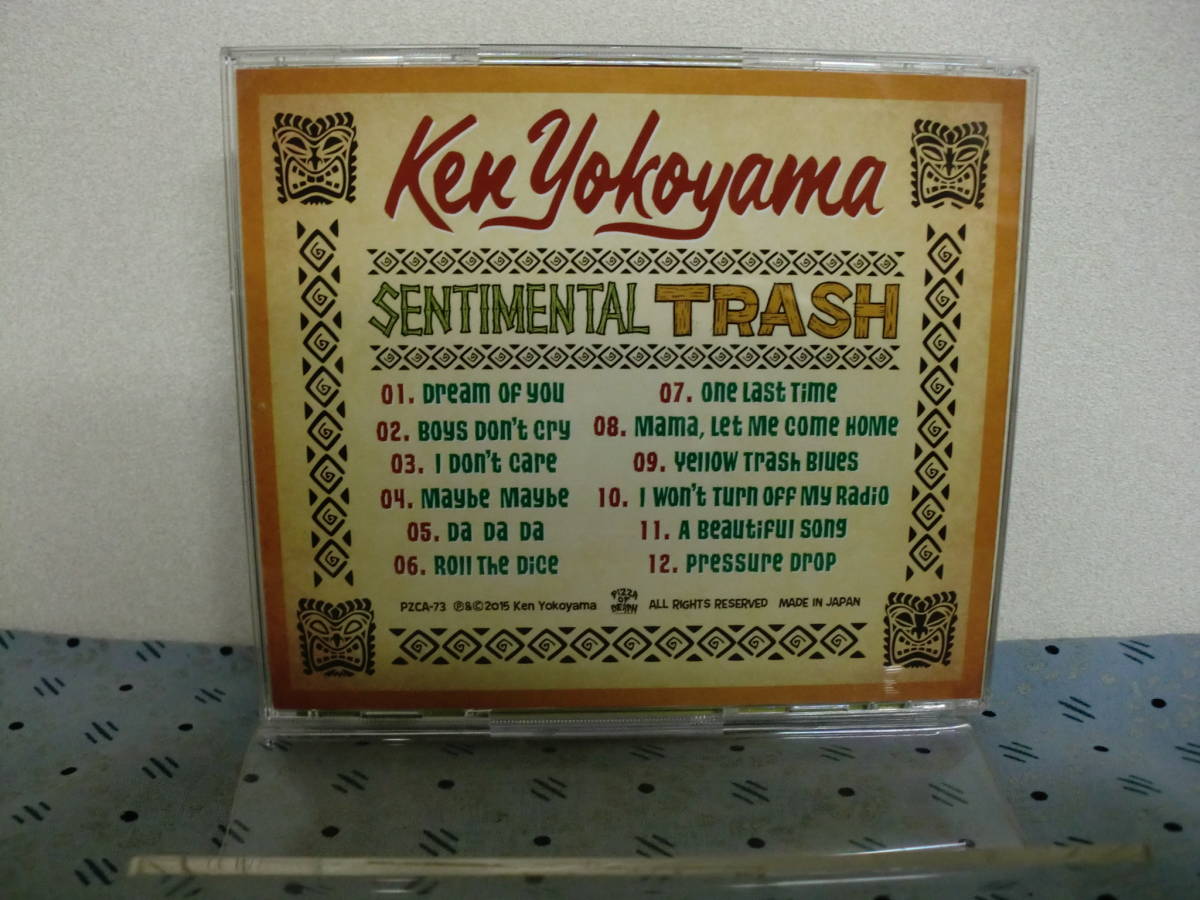 Ken Yokoyama
SENTIMENTAL TRASH
01. Dream Of You
02. Boys Don't Cry
03. I Don't Care
04. Maybe Maybe
05. Da Da Da
06. Roll The Dice
07. One Last Time
08. Mama, Let Me Come Home
09. Yellow Trash Blues
10. I Won't Turn Off My Radio
11. A Beautiful Song
12. Pressure Drop
PZCA-73 ℗&©2015 Ken Yokoyama PIZZA OF DEATH ALL RIGHTS RESERVED MADE IN JAPAN